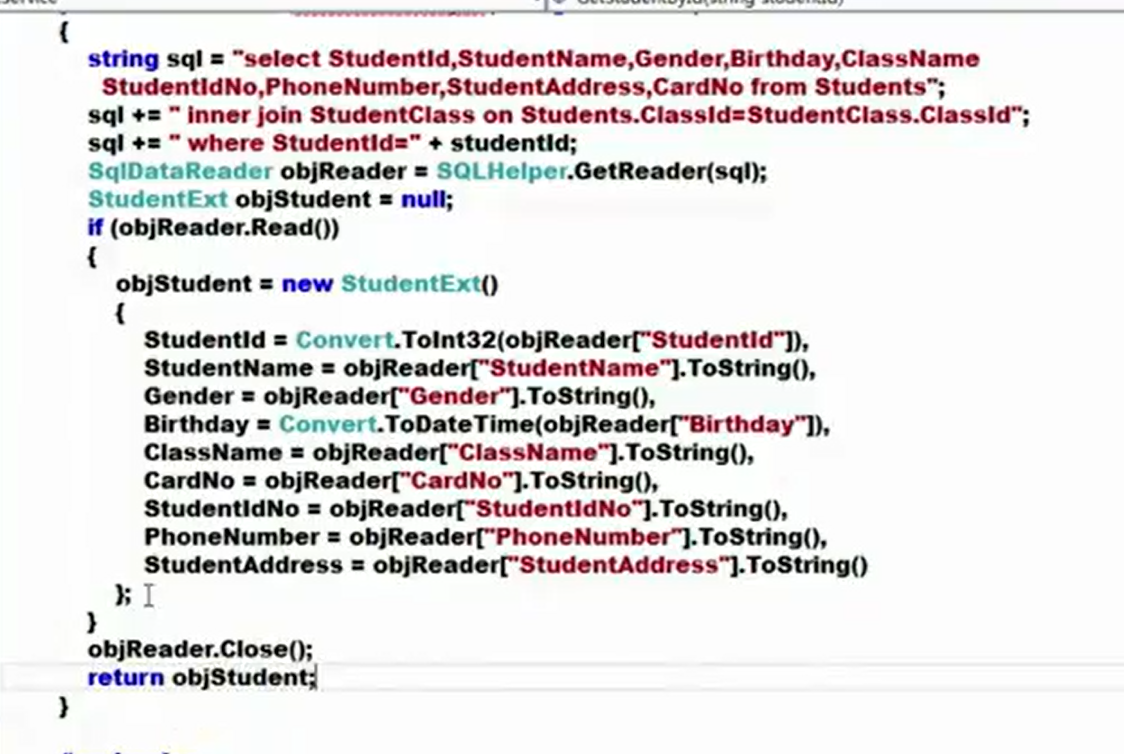 GetStudentById(string studentId)
{
string sql = "select StudentId,StudentName,Gender,Birthday,ClassName
StudentIdNo,PhoneNumber,StudentAddress,CardNo from Students";
sql += " inner join StudentClass on Students.ClassId=StudentClass.ClassId";
sql += " where StudentId=" + studentId;
SqlDataReader objReader = SQLHelper.GetReader(sql);
StudentExt objStudent = null;
if (objReader.Read())
{
objStudent = new StudentExt()
{
StudentId = Convert.ToInt32(objReader["StudentId"]),
StudentName = objReader["StudentName"].ToString(),
Gender = objReader["Gender"].ToString(),
Birthday = Convert.ToDateTime(objReader["Birthday"]),
ClassName = objReader["ClassName"].ToString(),
CardNo = objReader["CardNo"].ToString(),
StudentIdNo = objReader["StudentIdNo"].ToString(),
PhoneNumber = objReader["PhoneNumber"].ToString(),
StudentAddress = objReader["StudentAddress"].ToString()
};
}
objReader.Close();
return objStudent;
}